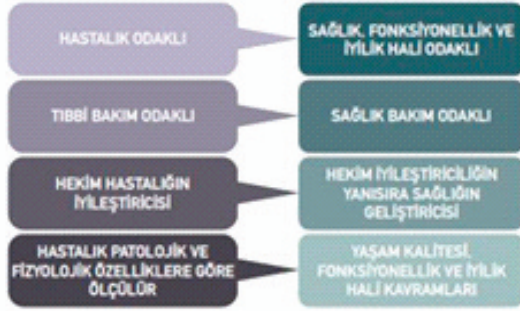 HASTALIK ODAKLI
SAĞLIK, FONKSİYONELLİK VE
İYİLİK HALİ ODAKLI
TIBBİ BAKIM ODAKLI
SAĞLIK BAKIM ODAKLI
HEKİM HASTALIĞIN
İYİLEŞTİRİCİSİ
HEKİM İYİLEŞTİRİCİLİĞİN
YANISIRA SAĞLIĞIN
GELİŞTİRİCİSİ
HASTALIK PATOLOJİK VE
FİZYOLOJİK ÖZELLİKLERE GÖRE
ÖLÇÜLÜR
YAŞAM KALİTESİ,
FONKSİYONELLİK VE İYİLİK
HALİ KAVRAMLARI